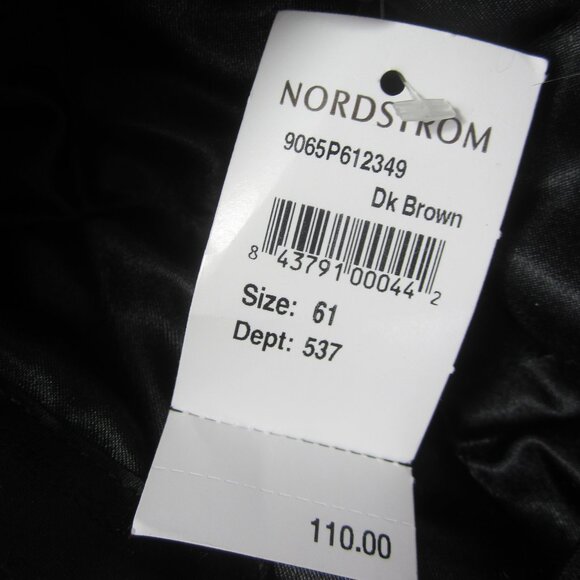 NORDSTROM
9065P612349
Dk Brown
8 43791 00044 2
Size: 61
Dept: 537
110.00